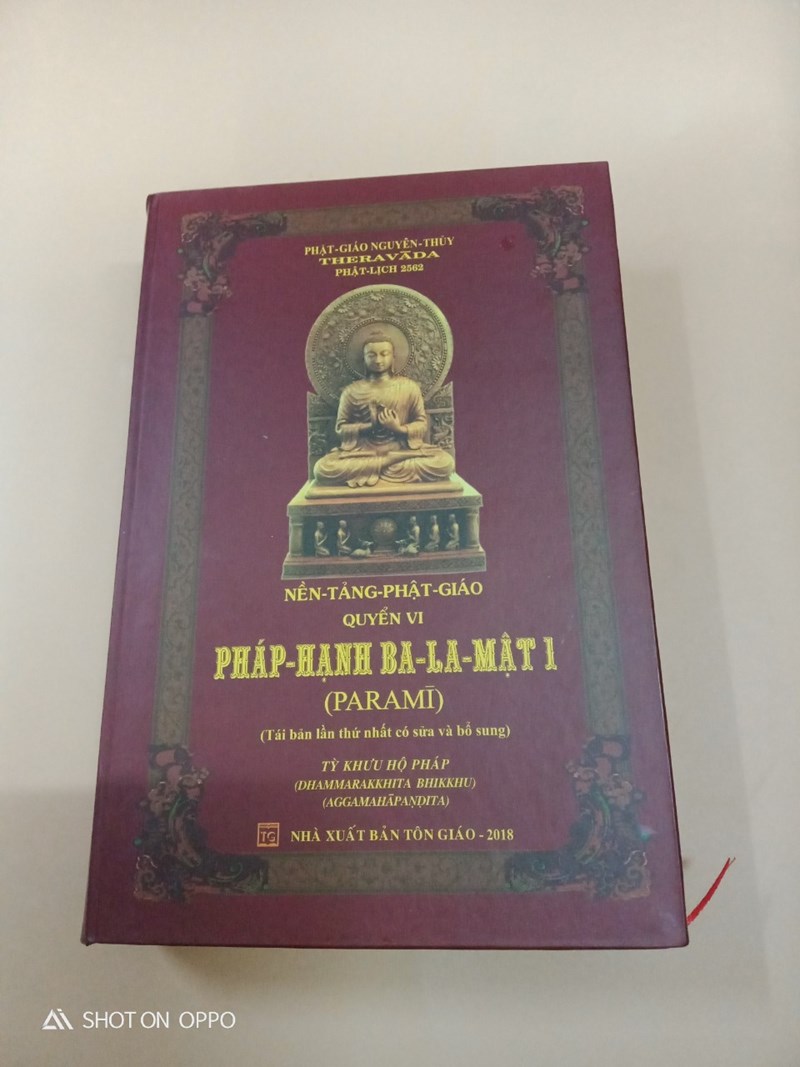 PHẬT-GIÁO NGUYÊN-THỦY
THERAVĀDA
PHẬT-LỊCH 2562
NỀN-TẢNG-PHẬT-GIÁO
QUYỂN VI
PHÁP-HẠNH BA-LA-MẬT 1
(PARAMĪ)
(Tái bản lần thứ nhất có sửa và bổ sung)
TỲ KHƯU HỘ PHÁP
(DHAMMARAKKHITA BHIKKHU)
(AGGAMAHĀPAṆḌITA)
TG NHÀ XUẤT BẢN TÔN GIÁO - 2018
SHOT ON OPPO